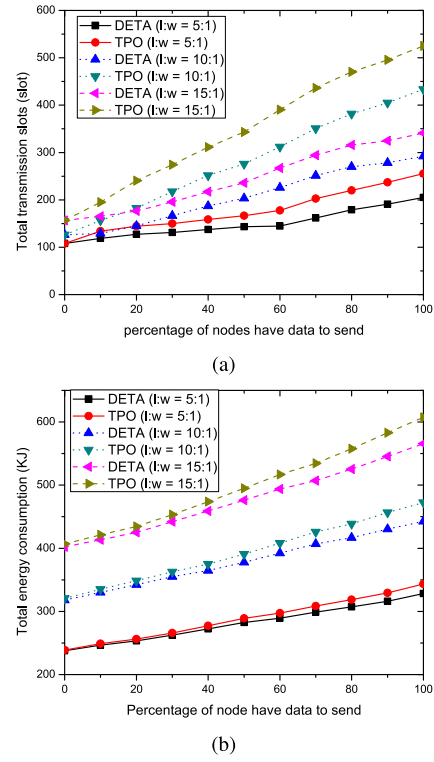 600
500
400
300
200
100
0
0 20 40 60 80 100
Total transmission slots (slot)
percentage of nodes have data to send
DETA (l:w = 5:1)
TPO (l:w = 5:1)
DETA (l:w = 10:1)
TPO (l:w = 10:1)
DETA (l:w = 15:1)
TPO (l:w = 15:1)
(a)
600
500
400
300
200
0 20 40 60 80 100
Total energy consumption (KJ)
Percentage of node have data to send
DETA (l:w = 5:1)
TPO (l:w = 5:1)
DETA (l:w = 10:1)
TPO (l:w = 10:1)
DETA (l:w = 15:1)
TPO (l:w = 15:1)
(b)